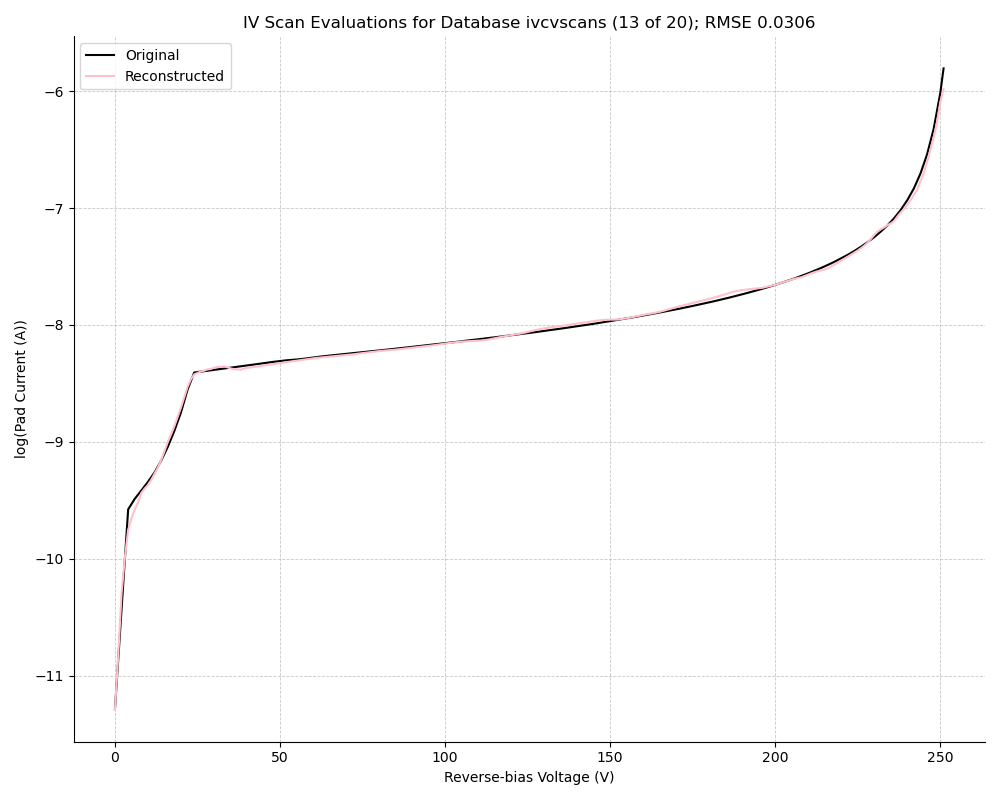 IV Scan Evaluations for Database ivcvscans (13 of 20); RMSE 0.0306
Original
Reconstructed
−6
−7
−8
−9
−10
−11
log(Pad Current (A))
0
50
100
150
200
250
Reverse-bias Voltage (V)